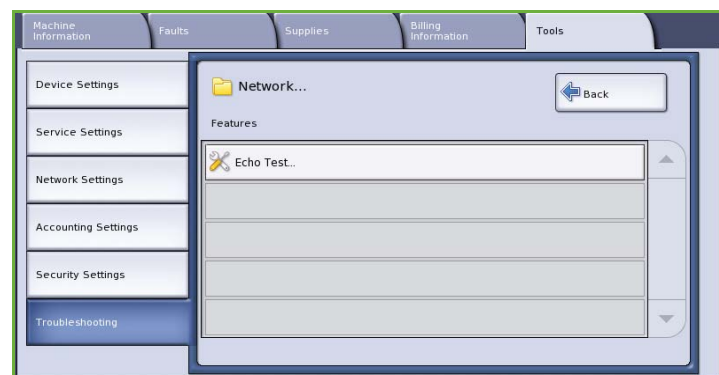 Machine
Information
Faults
Supplies
Billing
Information
Tools
Device Settings
Service Settings
Network Settings
Accounting Settings
Security Settings
Troubleshooting
Network...
Back
Features
Echo Test...